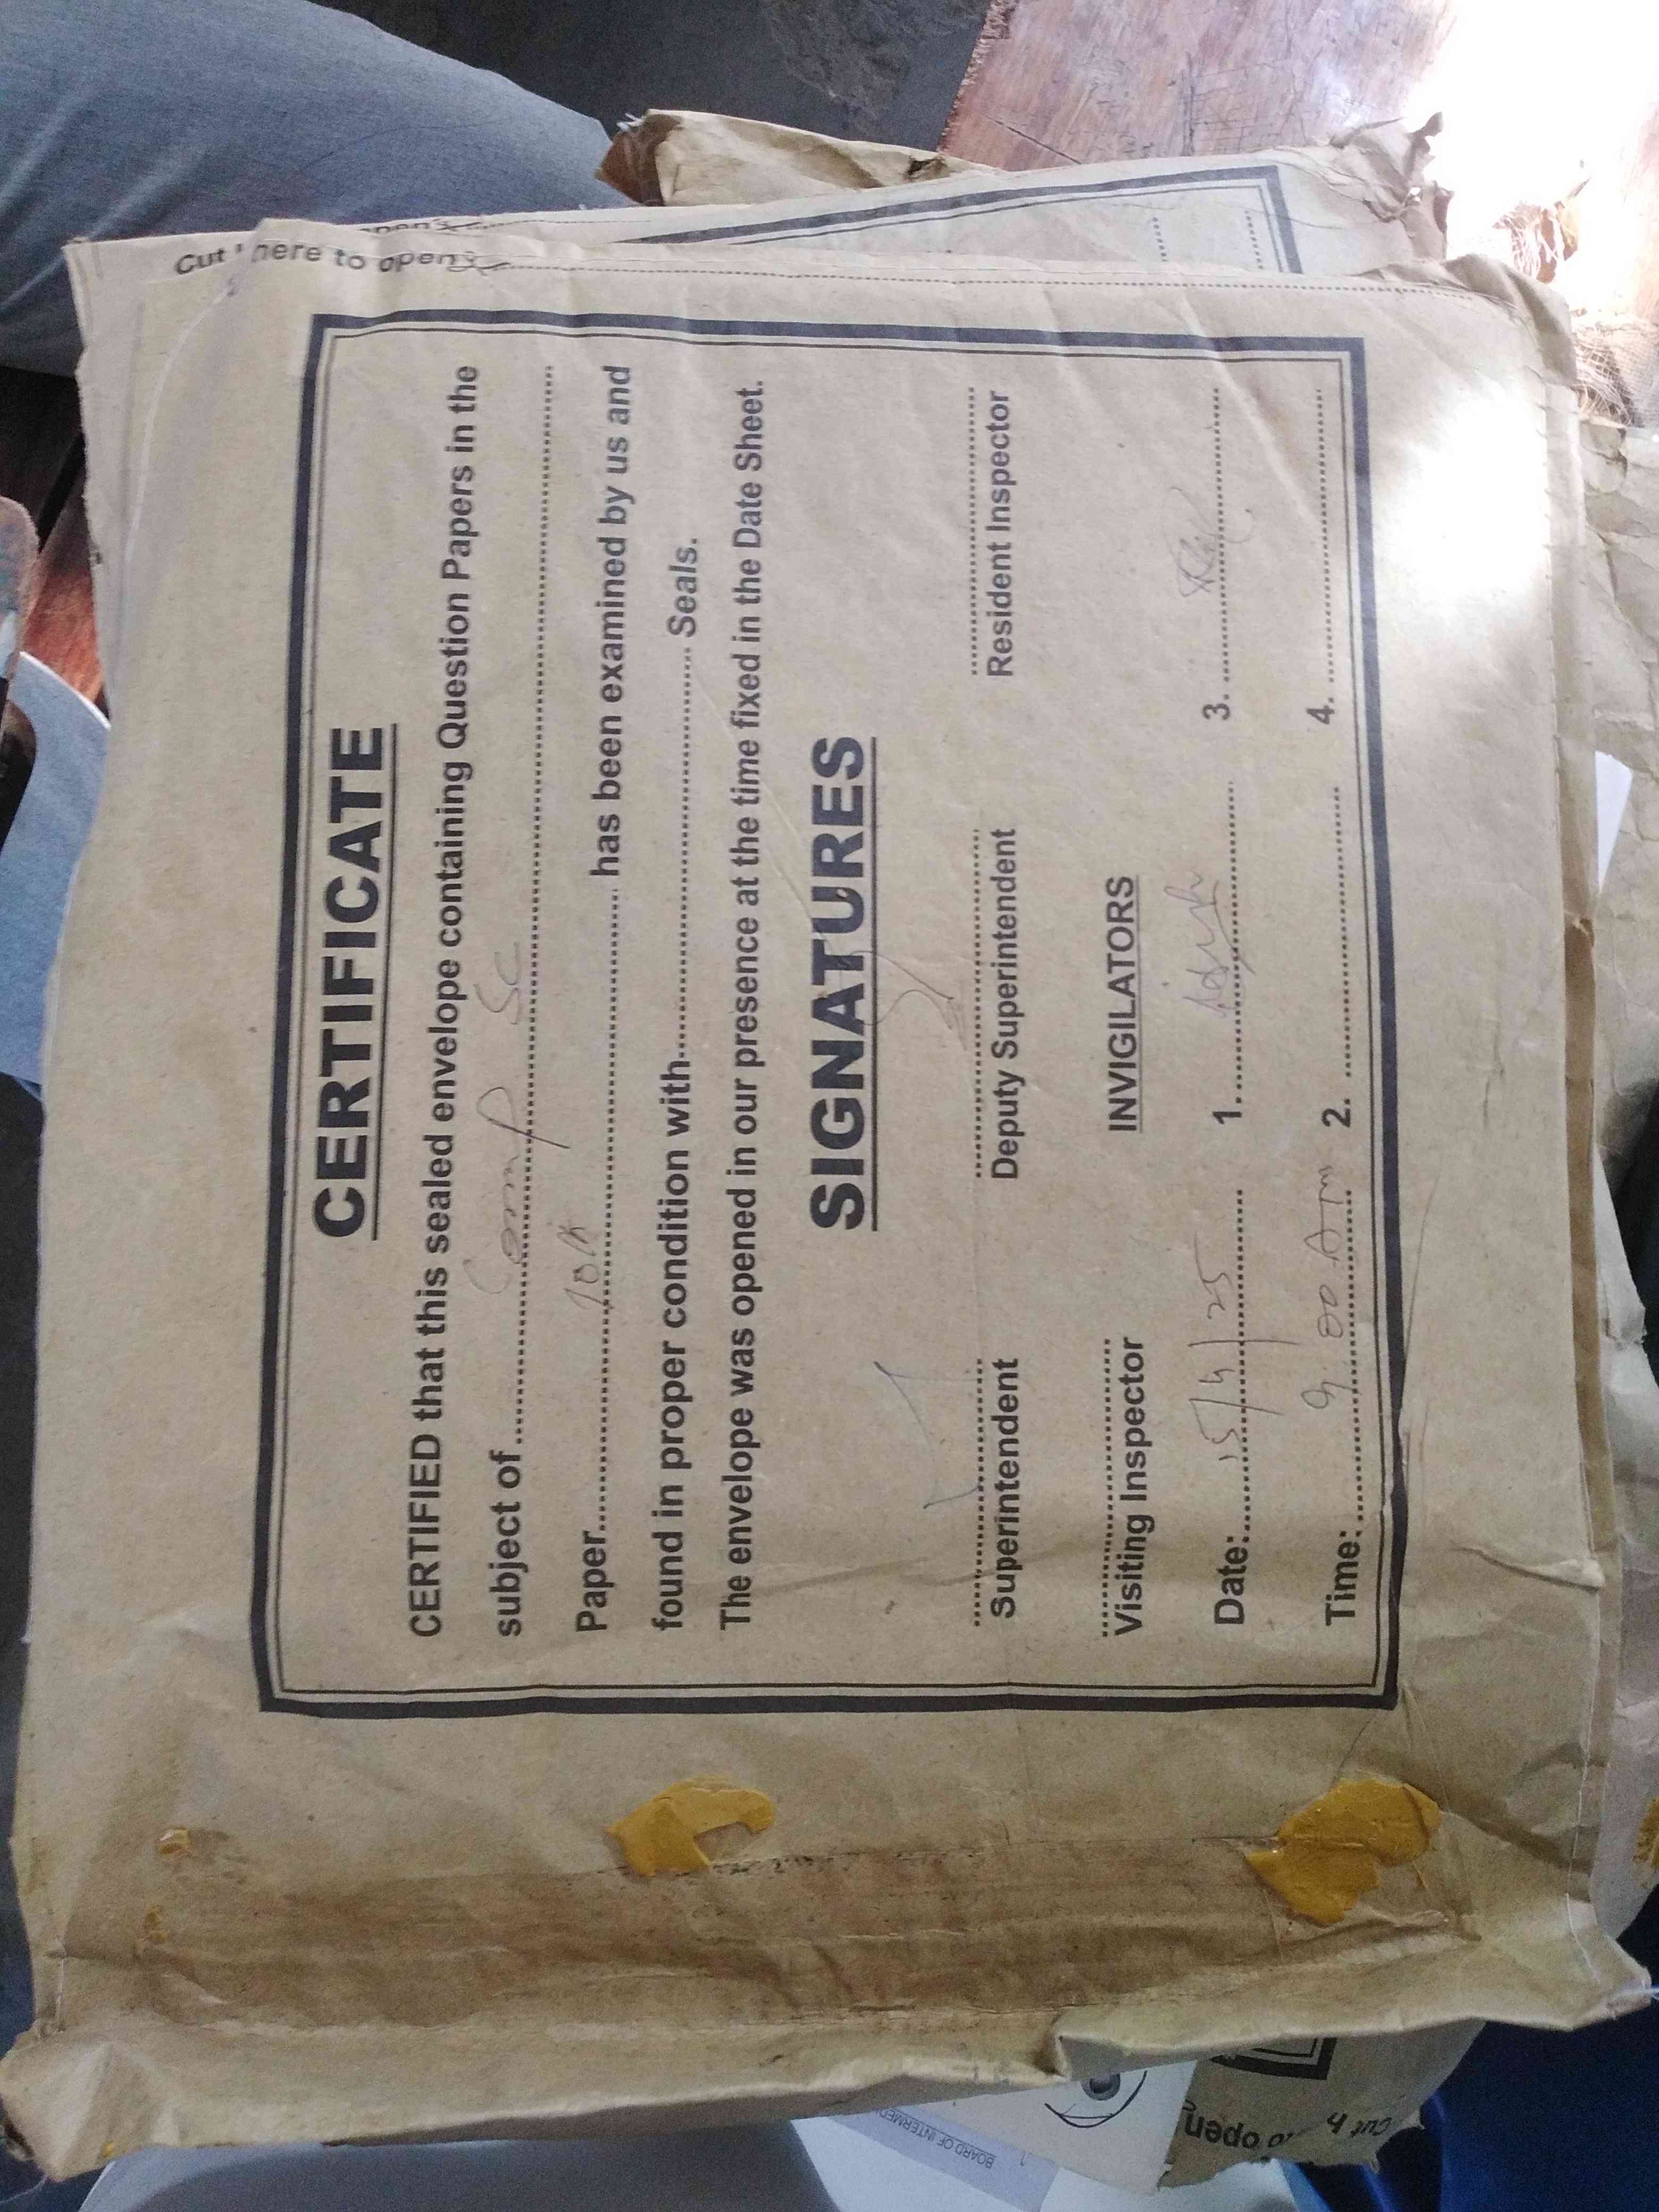 Cut here to open
CERTIFICATE
CERTIFIED that this sealed envelope containing Question Papers in the
subject of Comp Sc
Paper 10th has been examined by us and
found in proper condition with Seals.
The envelope was opened in our presence at the time fixed in the Date Sheet.
SIGNATURES
Superintendent Deputy Superintendent Resident Inspector
Visiting Inspector INVIGILATORS
Date: 15/4/25 1. 3.
Time: 9:00 Am 2. 4.
BOARD OF INTERMED
Cut h to open